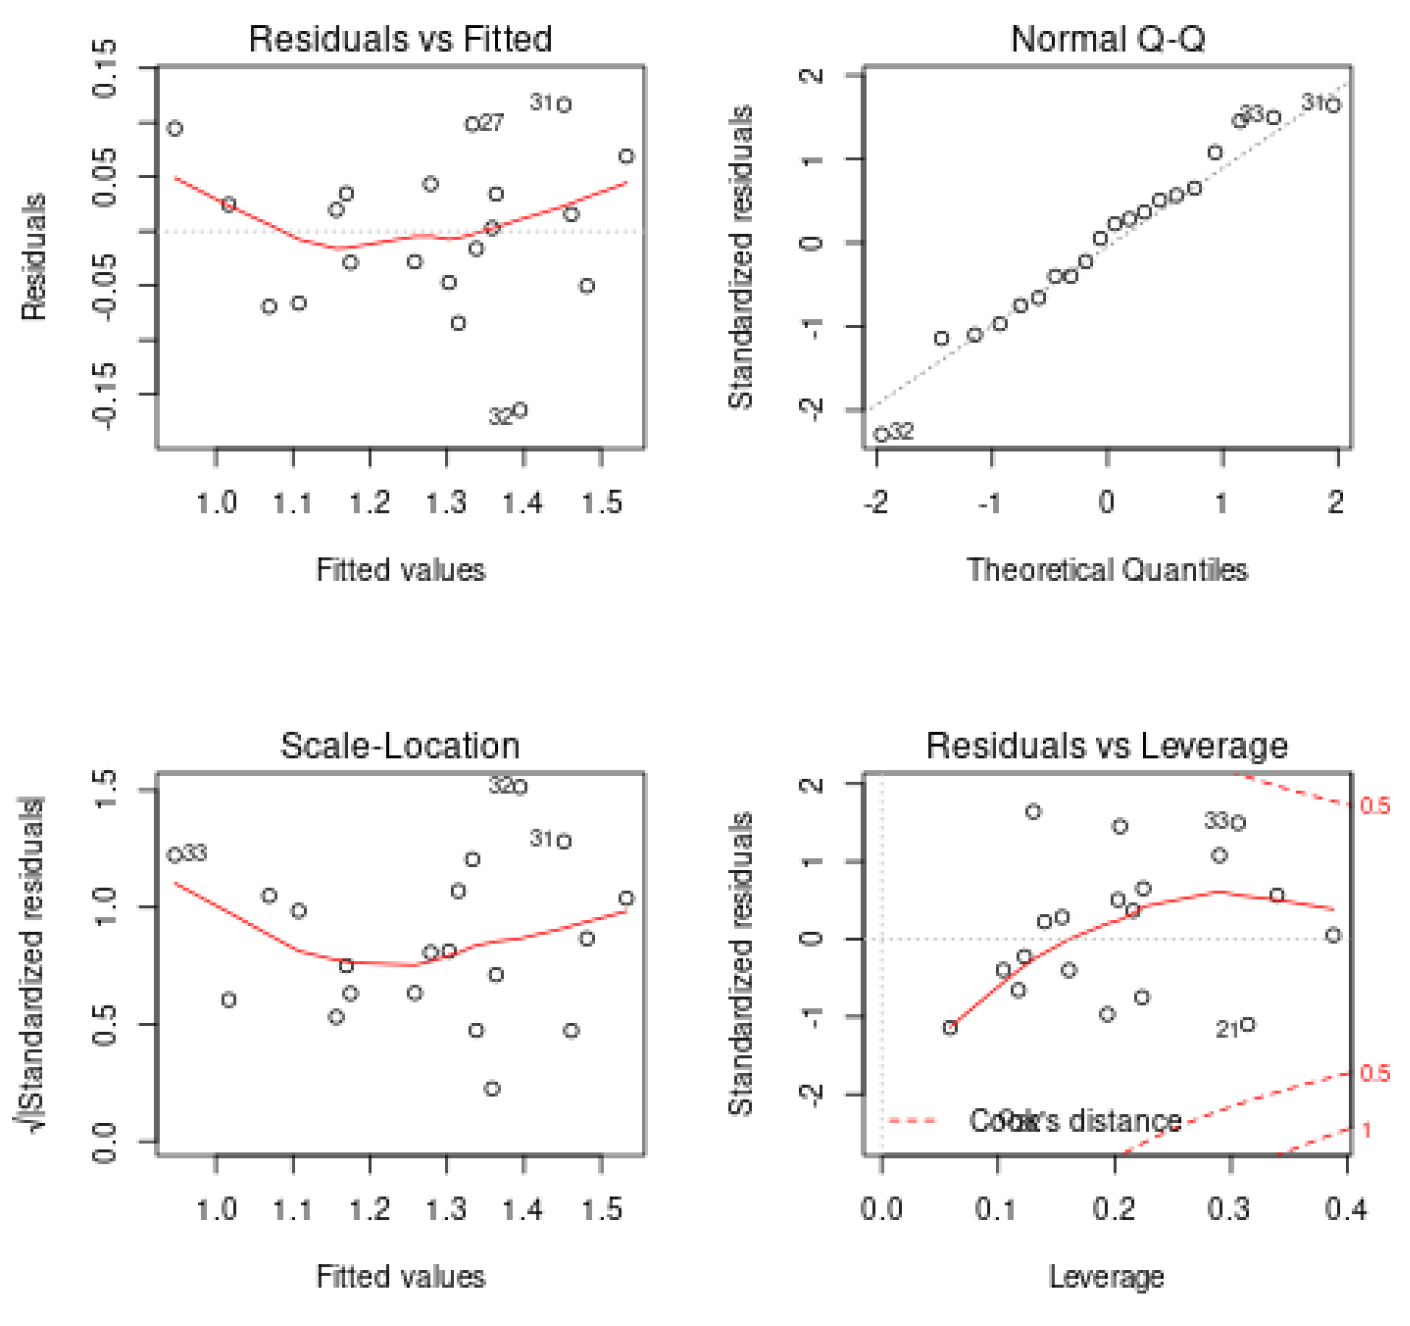 Residuals vs Fitted
Residuals
0.15
0.05
-0.05
-0.15
31
27
32
1.0 1.1 1.2 1.3 1.4 1.5
Fitted values
Normal Q-Q
Standardized residuals
2
1
0
-1
-2
33
31
32
-2 -1 0 1 2
Theoretical Quantiles
Scale-Location
√|Standardized residuals|
1.5
1.0
0.5
0.0
32
31
33
1.0 1.1 1.2 1.3 1.4 1.5
Fitted values
Residuals vs Leverage
Standardized residuals
2
1
0
-1
-2
0.5
33
21
0.5
1
Cook's distance
0.0 0.1 0.2 0.3 0.4
Leverage